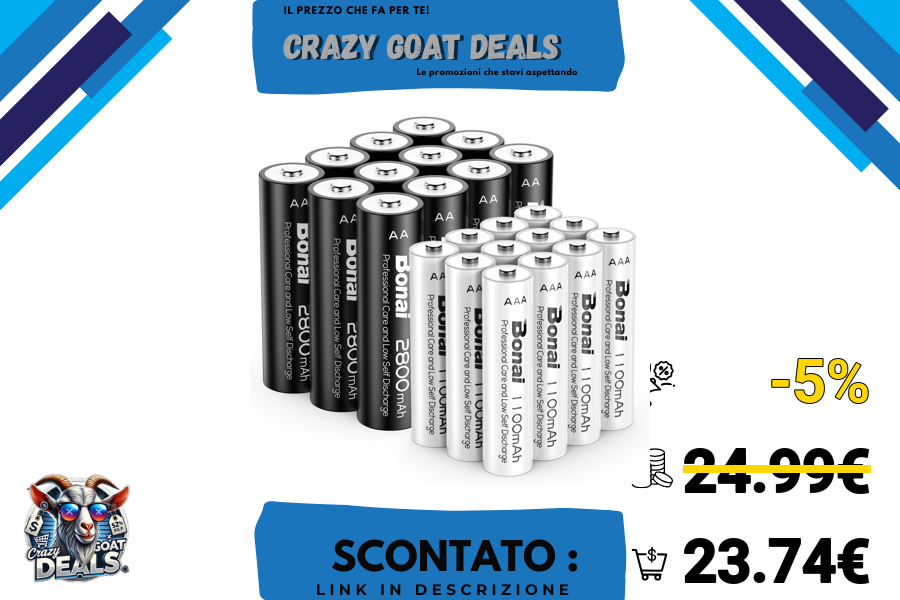 IL PREZZO CHE FA PER TE!
CRAZY GOAT DEALS
Le promozioni che stavi aspettando
AA
AA
AA
AA
AA
AA
Bonai
2800mAh
Professional Care and Low Self Discharge
Bonai
2800mAh
Professional Care and Low Self Discharge
Bonai
2800mAh
Professional Care and Low Self Discharge
AAA
Bonai 1100mAh
Professional Care and Low Self Discharge
AAA
Bonai 1100mAh
Professional Care and Low Self Discharge
AAA
Bonai 1100mAh
Professional Care and Low Self Discharge
AAA
Bonai 1100mAh
Professional Care and Low Self Discharge
-5%
24.99€
23.74€
SCONTATO :
LINK IN DESCRIZIONE
Crazy
GOAT
DEALS